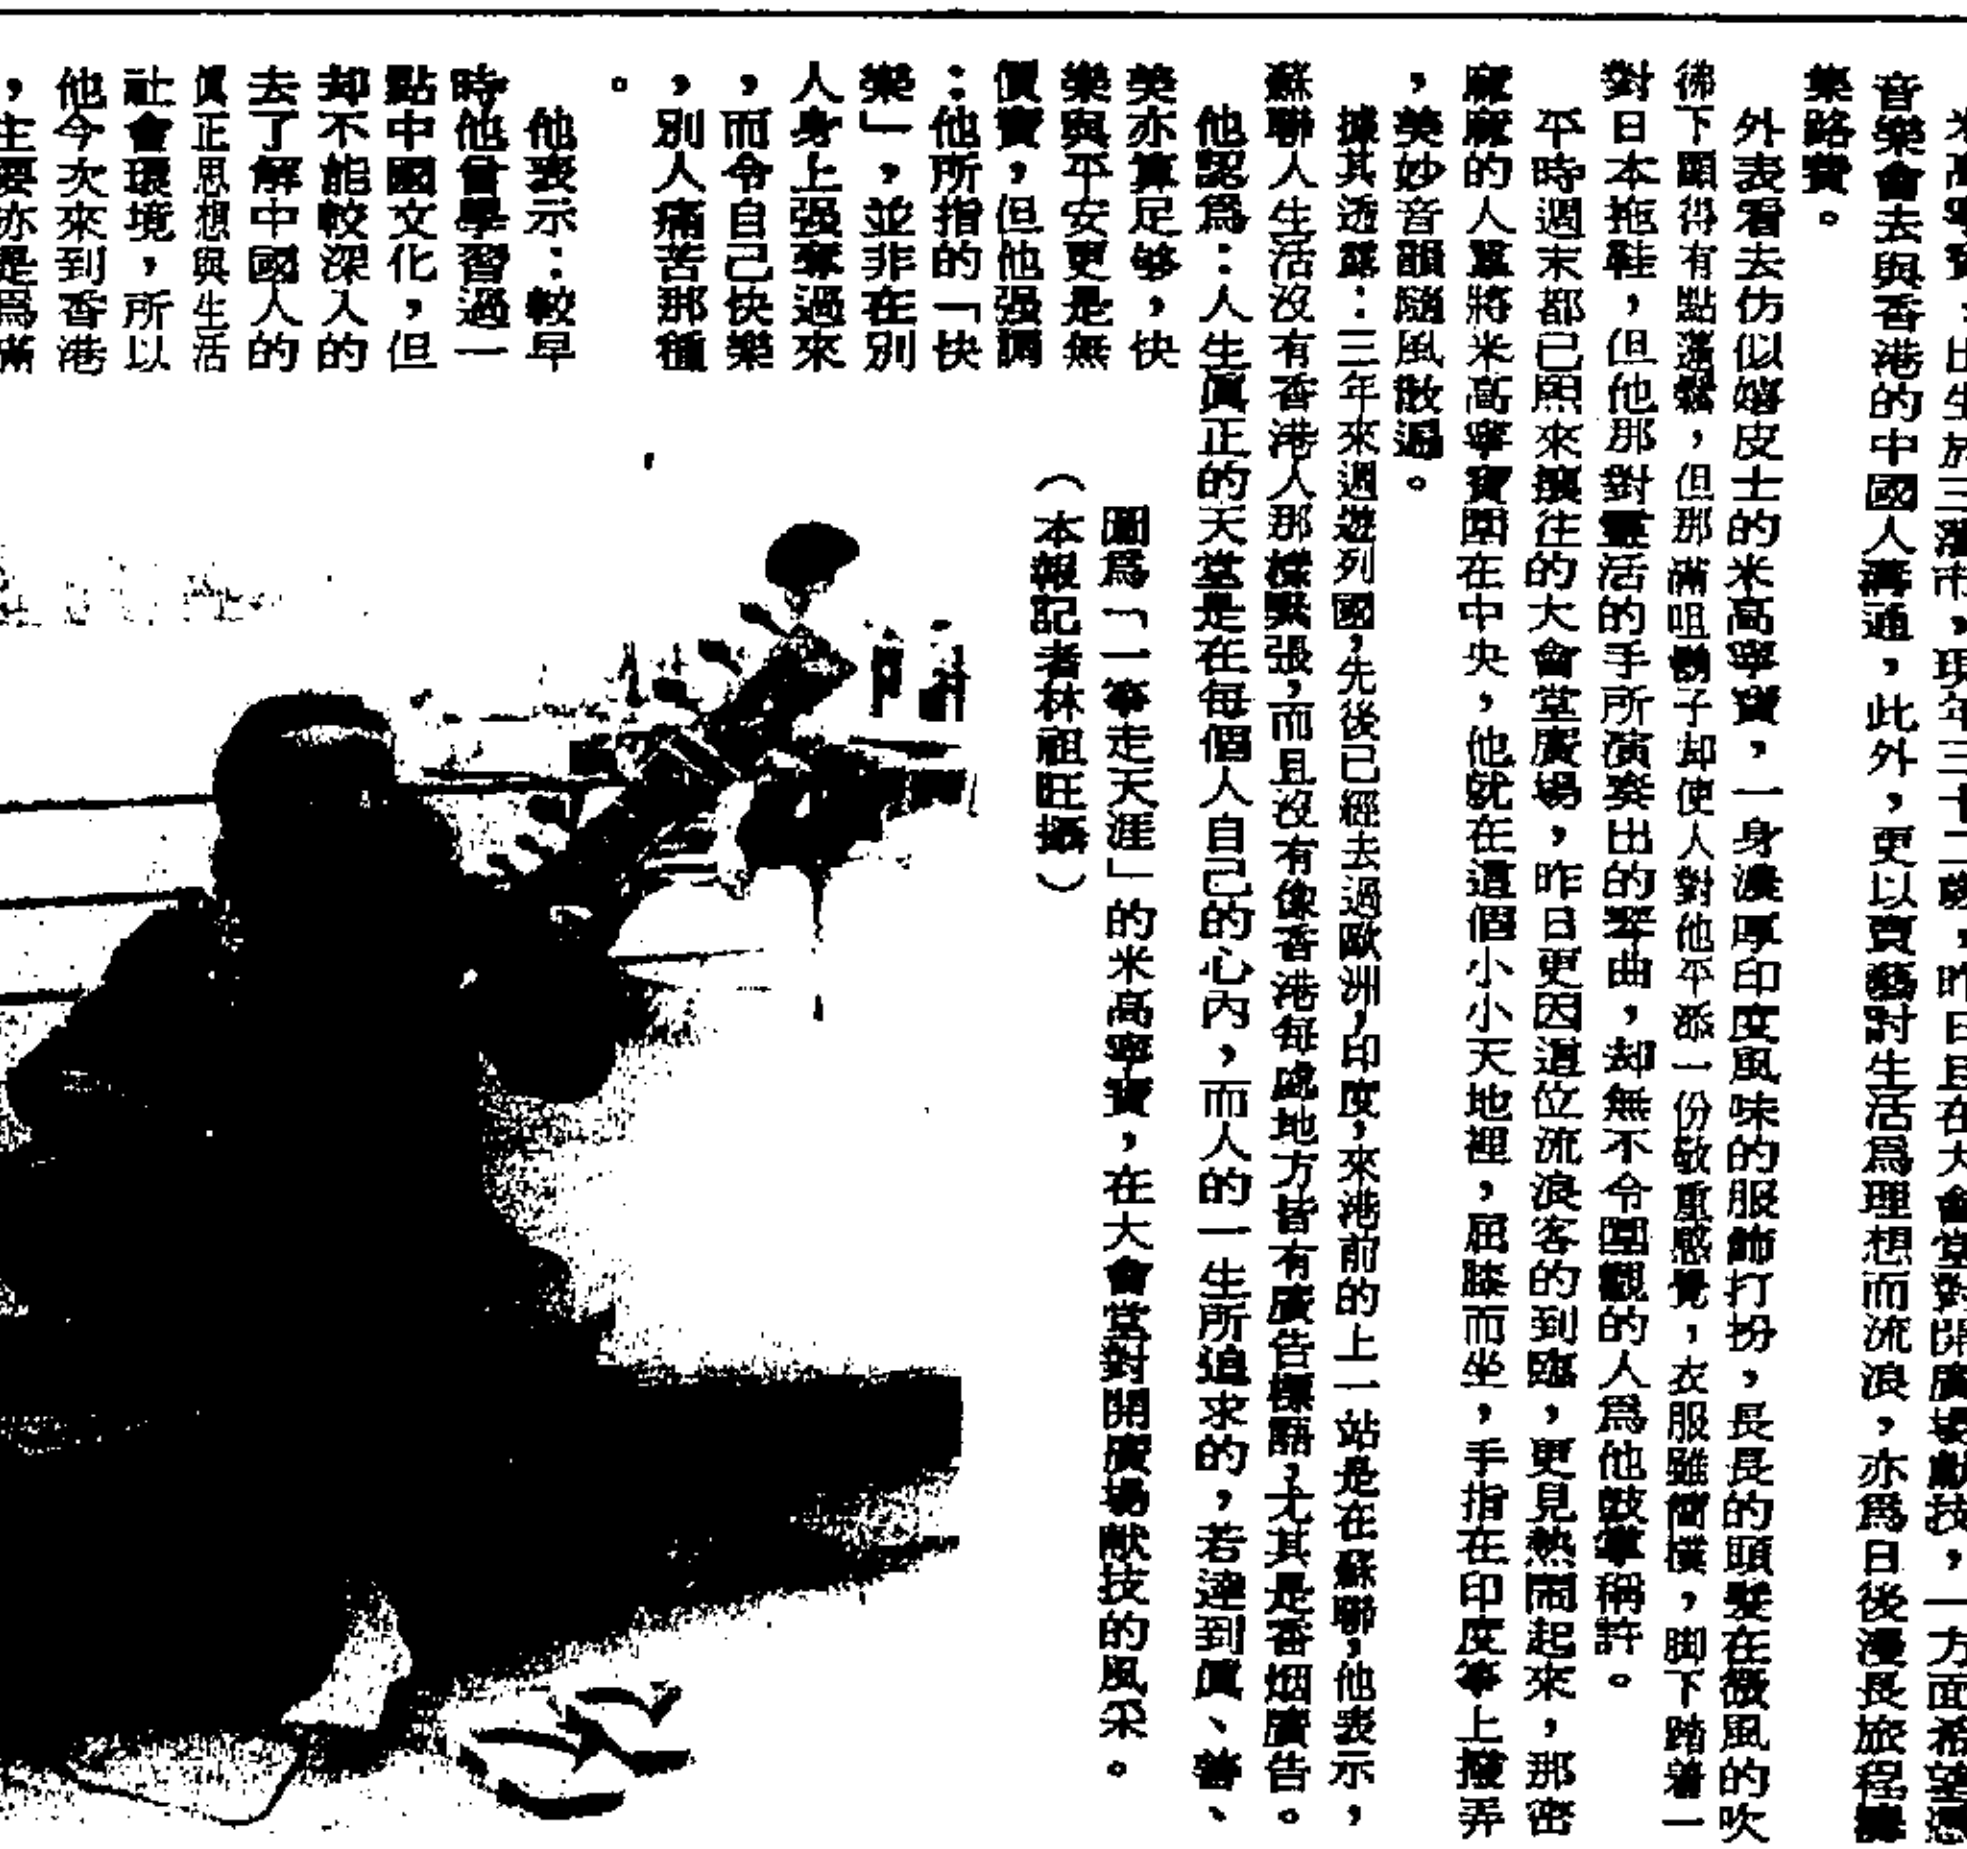 米高寧寶，出生於三藩市，現年三十二歲，昨日且在大會堂對開廣場獻技，一方面希望憑
音樂會去與香港的中國人溝通，此外，更以賣藝對生活爲理想而流浪，亦爲日後漫長旅程
集路費。
外表看去仿似嬉皮士的米高寧寶，一身濃厚印度風味的服飾打扮，長長的頭髮在微風的吹
彿下顯得有點蓬鬆，但那滿咀鬍子却使人對他平添一份敬重感覺，衣服雖簡樸，脚下踏着一
對日本拖鞋，但他那對靈活的手所演奏出的琴曲，却無不令圍觀的人爲他鼓掌稱許。
平時週末都已熙來攘往的大會堂廣場，昨日更因這位流浪客的到臨，更見熱鬧起來，那密
密麻麻的人羣將米高寧寶圍在中央，他就在這個小小天地裡，屈膝而坐，手指在印度箏上撥弄
，美妙音韻隨風散遍。
據其透露：三年來週遊列國，先後已經去過歐洲，印度，來港前的上一站是在蘇聯，他表示，
蘇聯人生活沒有香港人那樣緊張，而且沒有像香港每處地方皆有廣告標語，尤其是香烟廣告。
他認爲：人生眞正的天堂是在每個人自己的心內，而人的一生所追求的，若達到眞、善、
美亦算足够，快
樂與平安更是無
價寶，但他强調
：他所指的「快
樂」，並非在別
人身上强奪過來
，而令自己快樂
，別人痛苦那種
。
他表示：較早
時他曾學習過一
點中國文化，但
却不能較深入的
去了解中國人的
眞正思想與生活
社會環境，所以
他今次來到香港
，主要亦是爲滿
圖爲「一箏走天涯」的米高寧寶，在大會堂對開廣場獻技的風采。
（本報記者林祖旺攝）